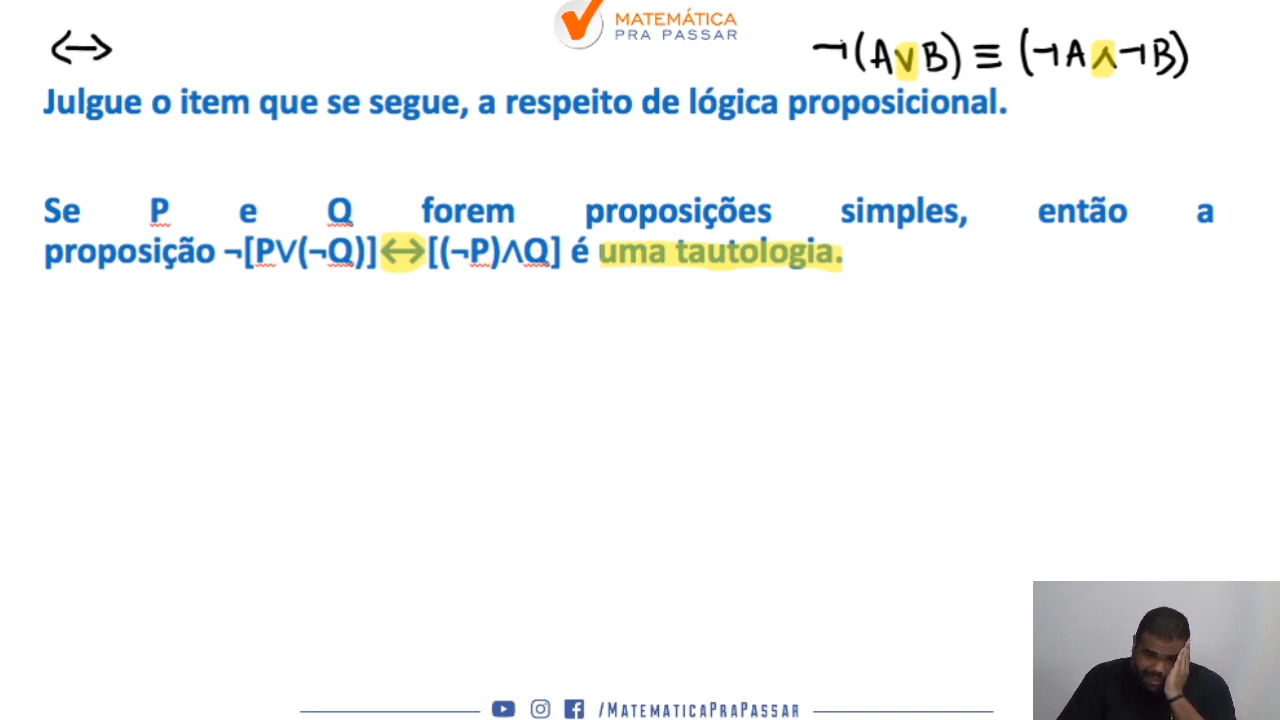 MATEMÁTICA
PRA PASSAR
<-> ¬(A∨B) ≡ (¬A∧¬B)
Julgue o item que se segue, a respeito de lógica proposicional.
Se P e Q forem proposições simples, então a
proposição ¬[P∨(¬Q)]↔[(¬P)∧Q] é uma tautologia.
/MATEMATICAPRAPASSAR